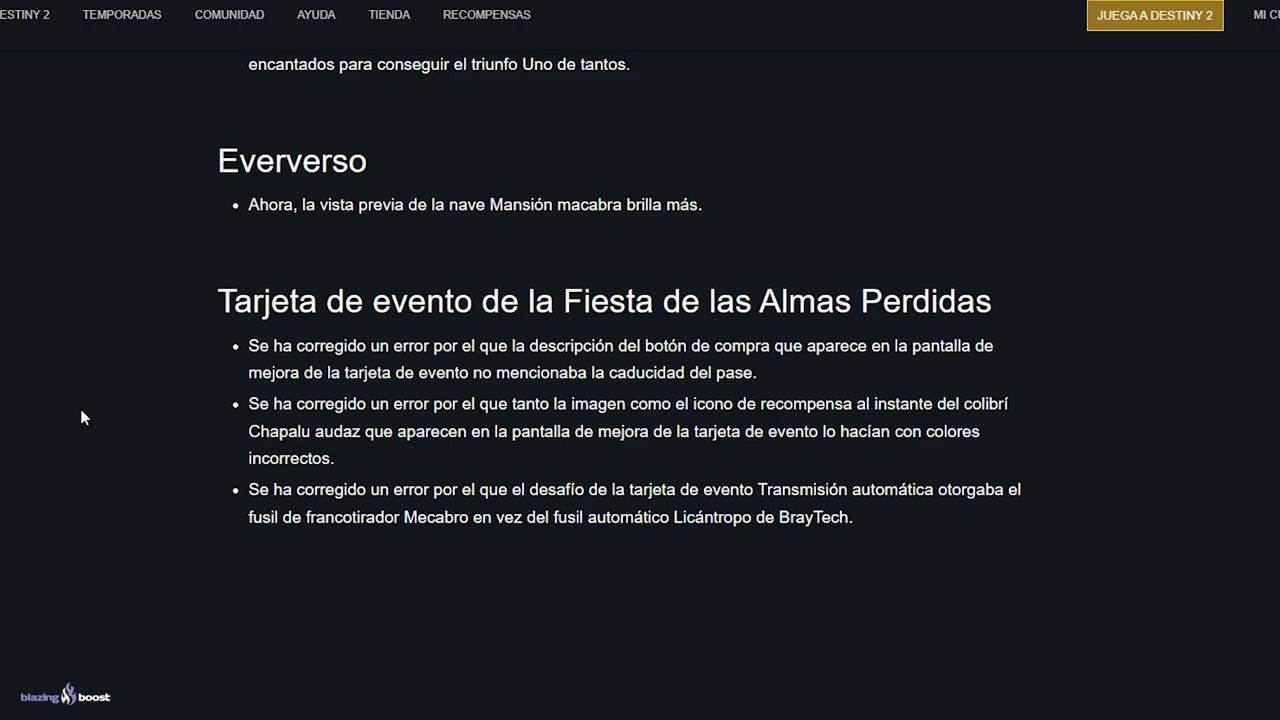 ESTINY 2 TEMPORADAS COMUNIDAD AYUDA TIENDA RECOMPENSAS JUEGA A DESTINY 2 MI CU
encantados para conseguir el triunfo Uno de tantos.
Eververso
• Ahora, la vista previa de la nave Mansión macabra brilla más.
Tarjeta de evento de la Fiesta de las Almas Perdidas
• Se ha corregido un error por el que la descripción del botón de compra que aparece en la pantalla de
mejora de la tarjeta de evento no mencionaba la caducidad del pase.
• Se ha corregido un error por el que tanto la imagen como el icono de recompensa al instante del colibrí
Chapalu audaz que aparecen en la pantalla de mejora de la tarjeta de evento lo hacían con colores
incorrectos.
• Se ha corregido un error por el que el desafío de la tarjeta de evento Transmisión automática otorgaba el
fusil de francotirador Mecabro en vez del fusil automático Licántropo de BrayTech.
blazing boost